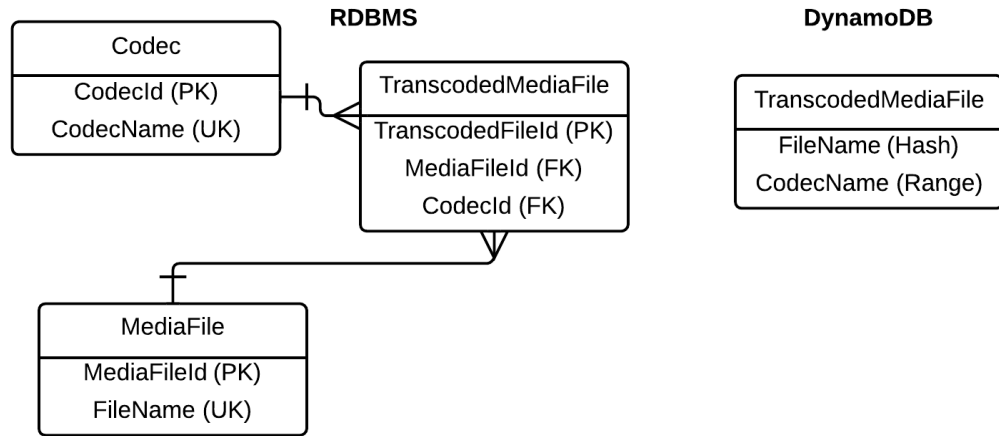 RDBMS
Codec
CodecId (PK)
CodecName (UK)
TranscodedMediaFile
TranscodedFileId (PK)
MediaFileId (FK)
CodecId (FK)
MediaFile
MediaFileId (PK)
FileName (UK)
DynamoDB
TranscodedMediaFile
FileName (Hash)
CodecName (Range)